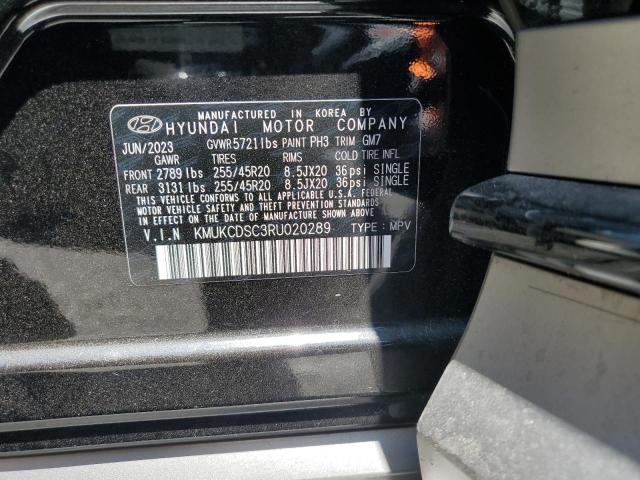 MANUFACTURED IN KOREA BY
HYUNDAI MOTOR COMPANY
JUN/2023 GVWR5721lbs PAINT PH3 TRIM GM7
GAWR TIRES RIMS COLD TIRE INFL
FRONT 2789 lbs 255/45R20 8.5JX20 36psi SINGLE
REAR 3131 lbs 255/45R20 8.5JX20 36psi SINGLE
THIS VEHICLE CONFORMS TO ALL APPLICABLE U.S.A. FEDERAL
MOTOR VEHICLE SAFETY AND THEFT PREVENTION STANDARDS
IN EFFECT ON THE DATE OF MANUFACTURE SHOWN ABOVE.
V.I.N KMUKCDSC3RU020289 TYPE : MPV